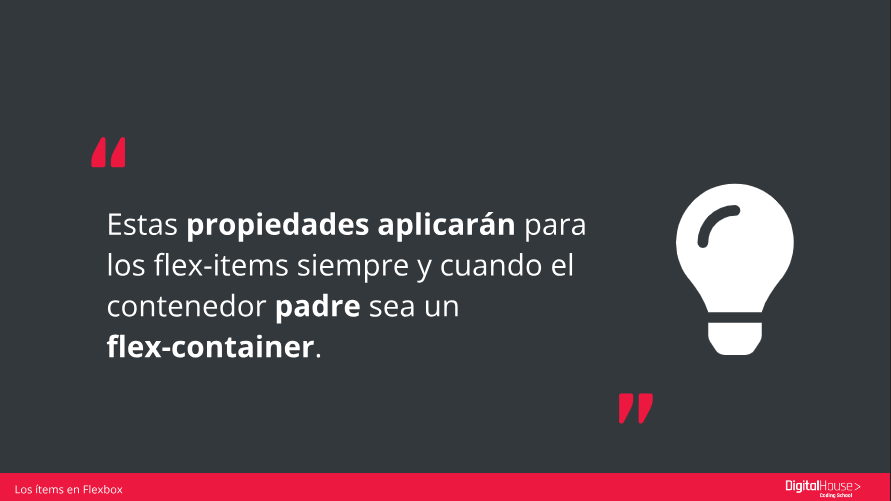 “
Estas propiedades aplicarán para
los flex-items siempre y cuando el
contenedor padre sea un
flex-container.
”
Los ítems en Flexbox
DigitalHouse>
Coding School